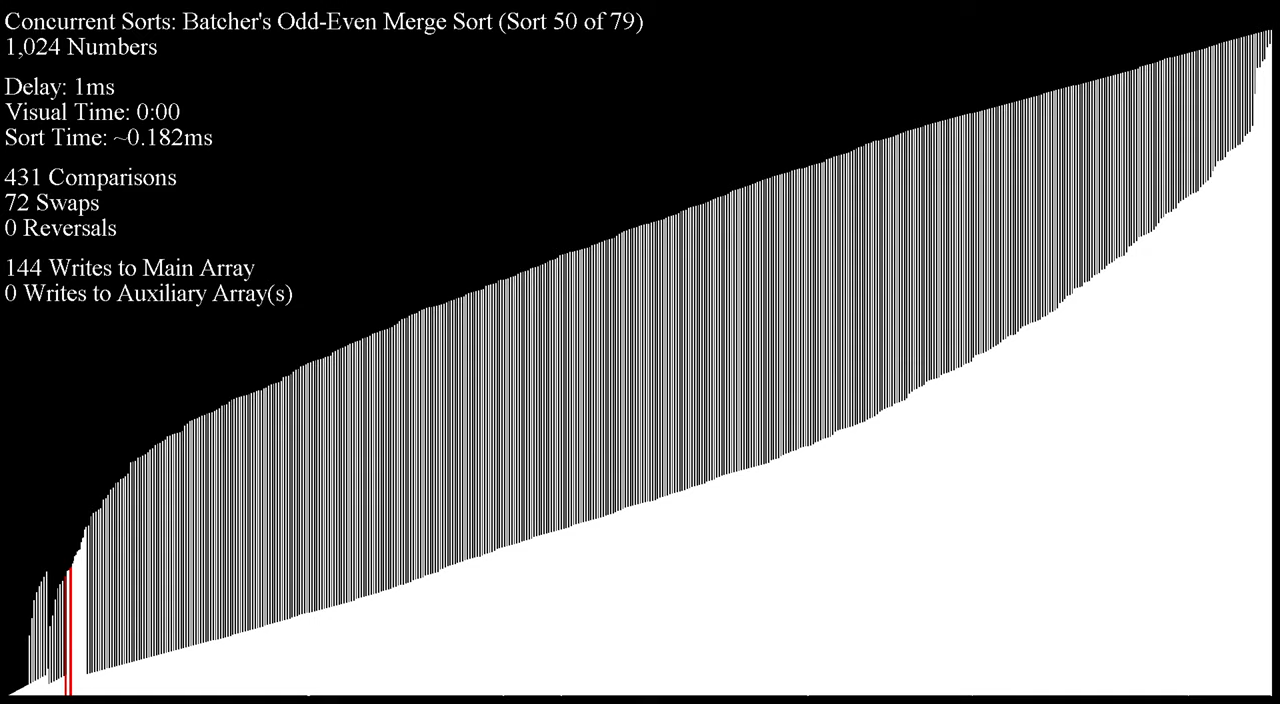 Concurrent Sorts: Batcher's Odd-Even Merge Sort (Sort 50 of 79)
1,024 Numbers
Delay: 1ms
Visual Time: 0:00
Sort Time: ~0.182ms
431 Comparisons
72 Swaps
0 Reversals
144 Writes to Main Array
0 Writes to Auxiliary Array(s)